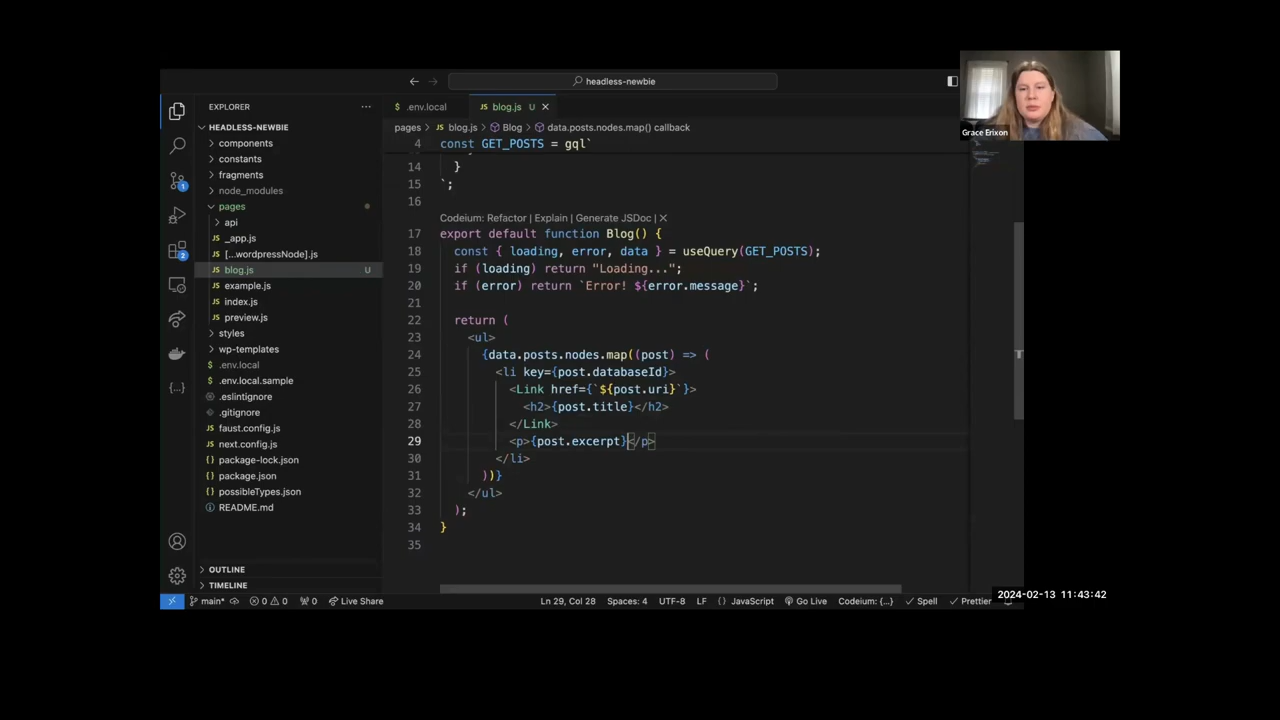 headless-newbie
EXPLORER
HEADLESS-NEWBIE
components
constants
fragments
node_modules
pages
api
_app.js
[...wordpressNode].js
blog.js U
example.js
index.js
preview.js
styles
wp-templates
.env.local
.env.local.sample
.eslintignore
.gitignore
faust.config.js
next.config.js
package-lock.json
package.json
possibleTypes.json
README.md
OUTLINE
TIMELINE
.env.local
JS blog.js U
pages > JS blog.js > Blog > data.posts.nodes.map() callback
4 const GET_POSTS = gql`
14 }
15 `;
16
Codeium: Refactor | Explain | Generate JSDoc |
17 export default function Blog() {
18 const { loading, error, data } = useQuery(GET_POSTS);
19 if (loading) return "Loading...";
20 if (error) return `Error! ${error.message}`;
21
22 return (
23 <ul>
24 {data.posts.nodes.map((post) => (
25 <li key={post.databaseId}>
26 <Link href={`${post.uri}`}>
27 <h2>{post.title}</h2>
28 </Link>
29 <p>{post.excerpt}</p>
30 </li>
31 ))}
32 </ul>
33 );
34 }
35
Grace Erixon
main* 0 0 0 Live Share Ln 29, Col 28 Spaces: 4 UTF-8 LF {} JavaScript Go Live Codeium: {...} Spell Prettier
2024-02-13 11:43:42